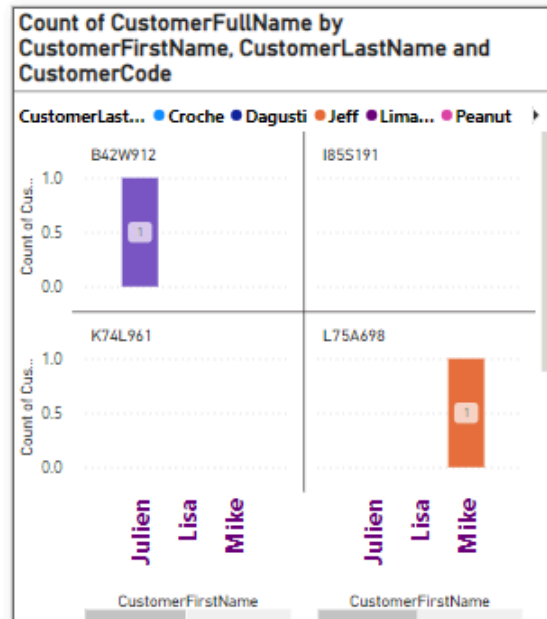 Count of CustomerFullName by
CustomerFirstName, CustomerLastName and
CustomerCode
CustomerLast... Croche Dagusti Jeff Lima... Peanut
B42W912 I85S191
Count of Cus...
1.0
1
0.5
0.0
K74L961 L75A698
Count of Cus...
1.0
0.5
1
0.0
Julien Lisa Mike Julien Lisa Mike
CustomerFirstName CustomerFirstName